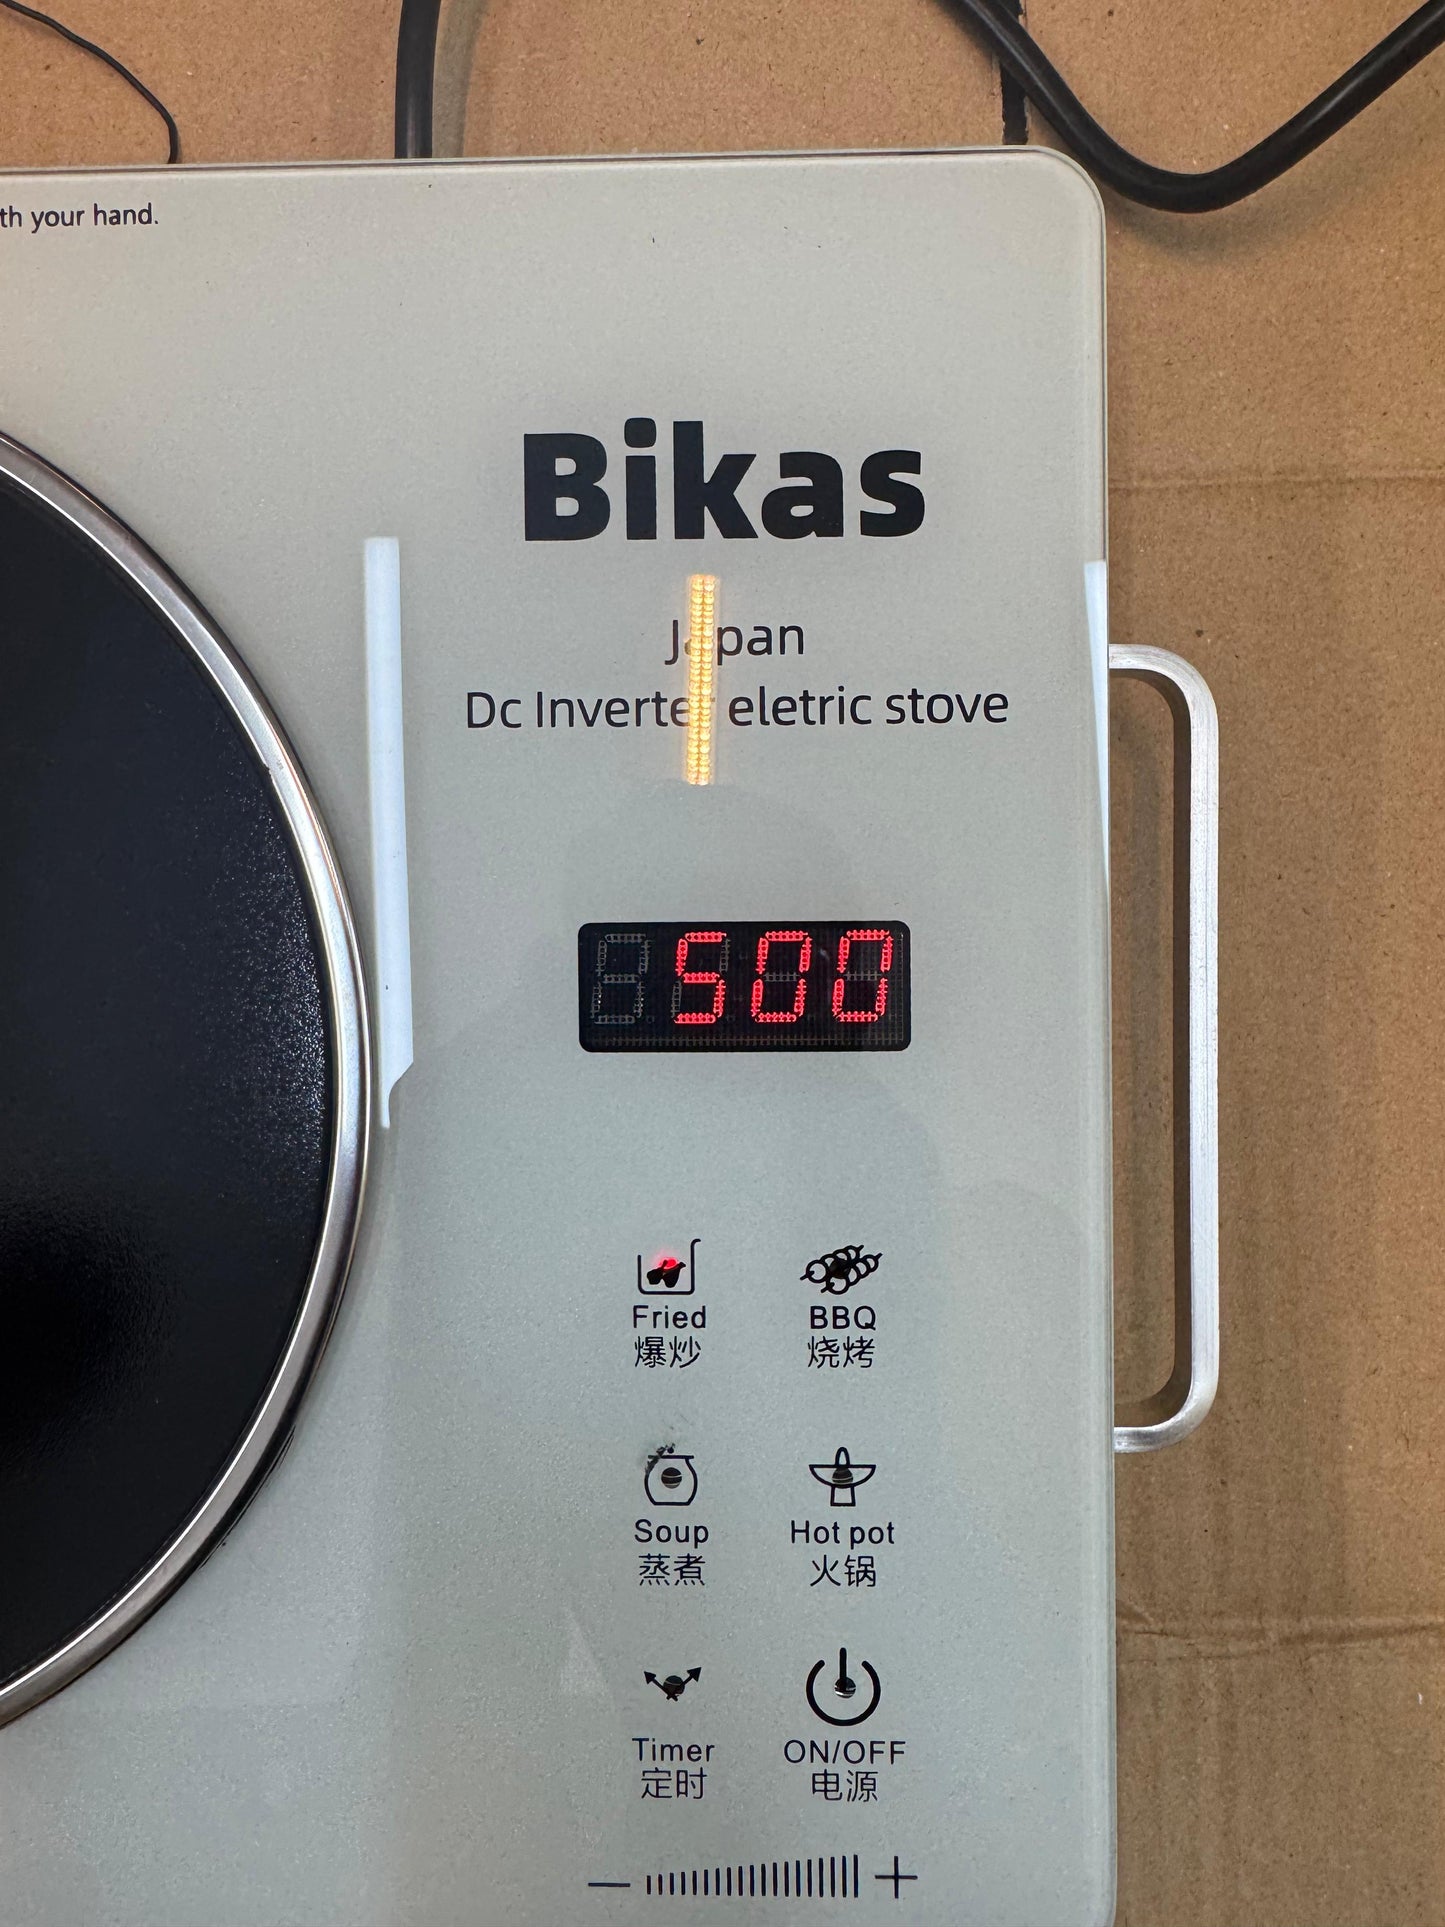 th your hand.
Bikas
Japan
Dc Inverter eletric stove
500
Fried
爆炒
BBQ
烧烤
Soup
蒸煮
Hot pot
火锅
Timer
定时
ON/OFF
电源
— +